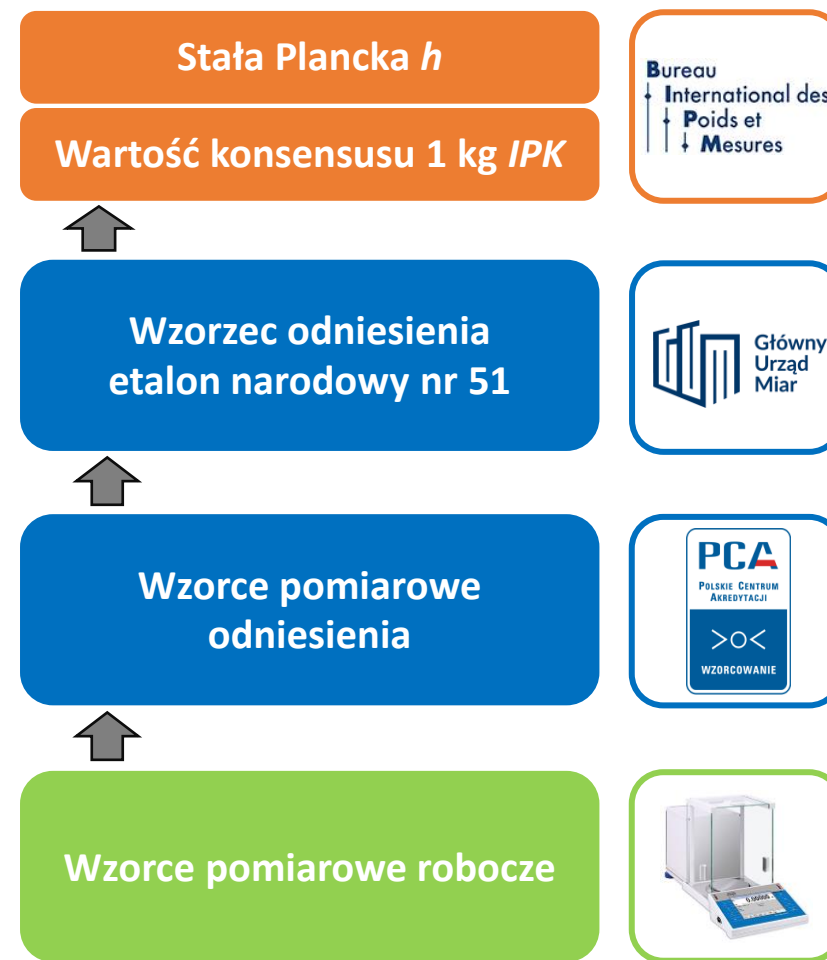 Stała Plancka h
Wartość konsensusu 1 kg IPK
Bureau
International des
Poids et
Mesures
Wzorzec odniesienia
etalon narodowy nr 51
Główny
Urząd
Miar
Wzorce pomiarowe
odniesienia
PCA
POLSKIE CENTRUM
AKREDYTACJI
WZORCOWANIE
Wzorce pomiarowe robocze